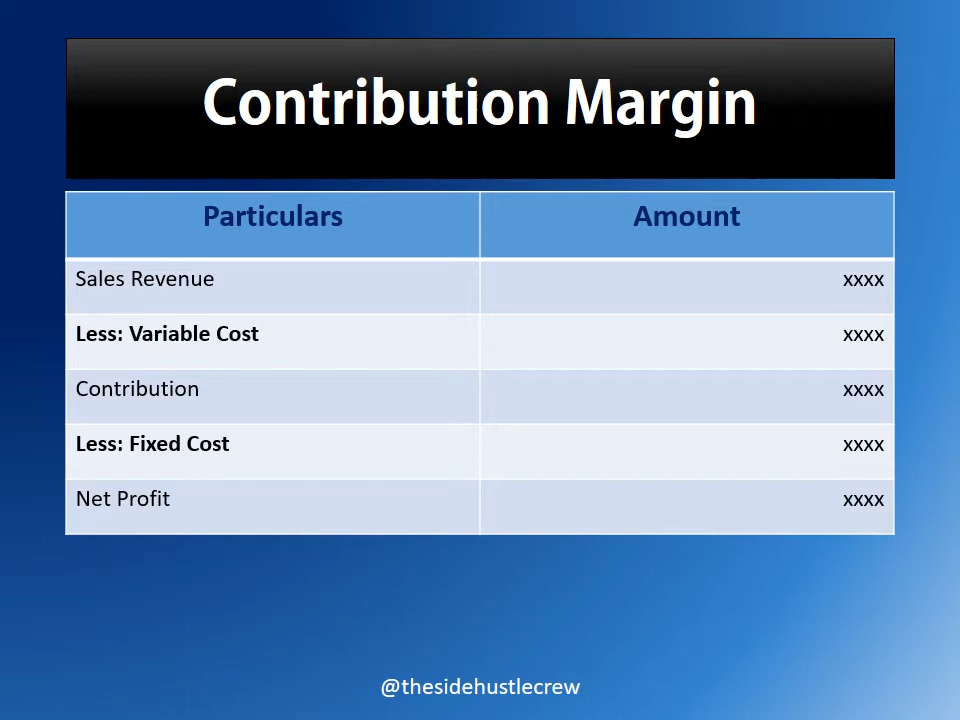 Contribution Margin
Particulars Amount
Sales Revenue xxxx
Less: Variable Cost xxxx
Contribution xxxx
Less: Fixed Cost xxxx
Net Profit xxxx
@thesidehustlecrew